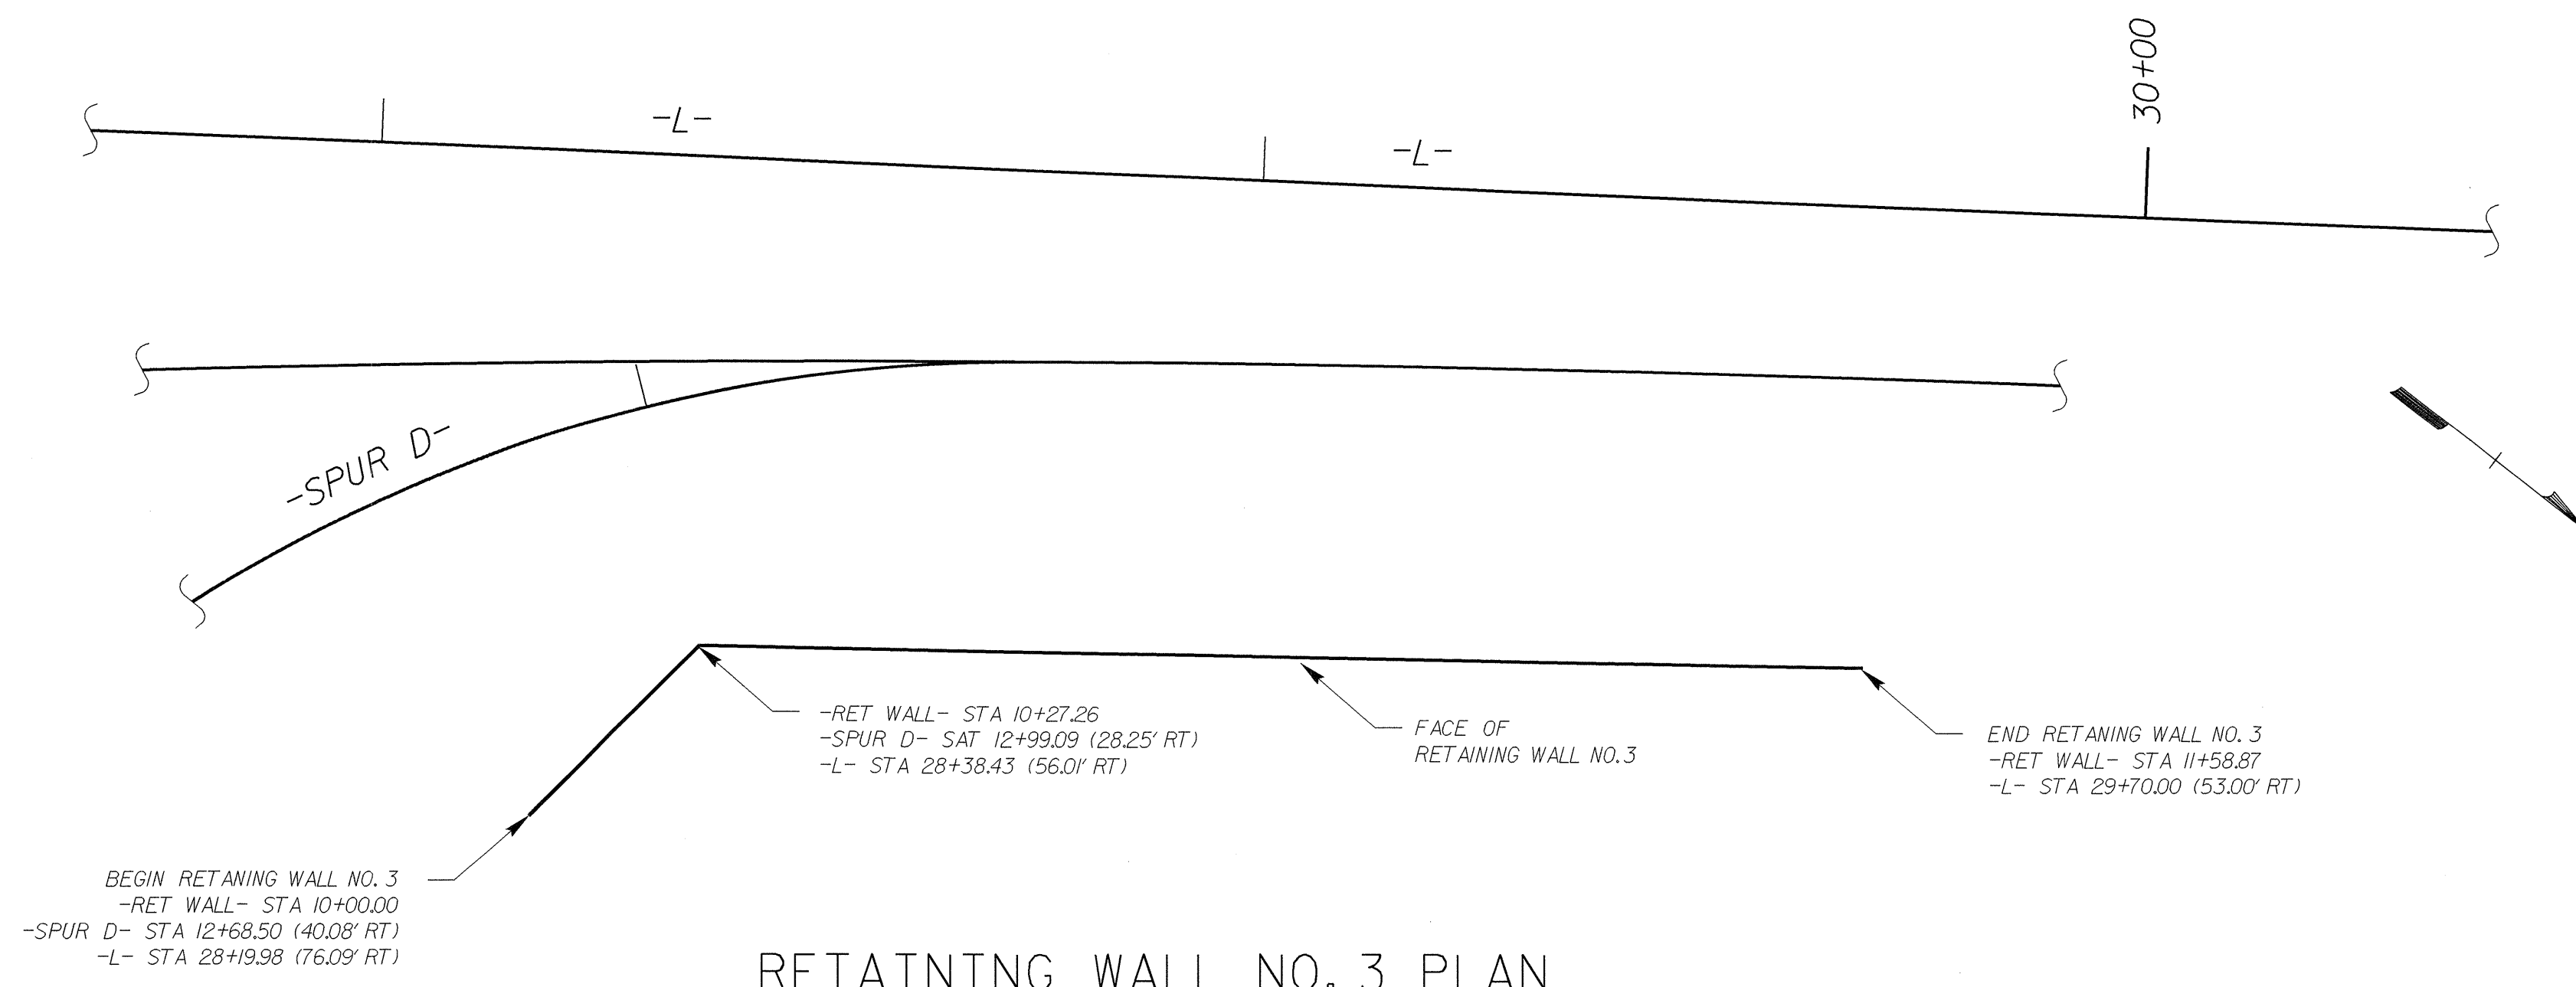 30+00
-L-
-L-
-SPUR D-
-RET WALL- STA 10+27.26
-SPUR D- SAT 12+99.09 (28.25' RT)
-L- STA 28+38.43 (56.01' RT)
FACE OF
RETAINING WALL NO.3
END RETANING WALL NO. 3
-RET WALL- STA 11+58.87
-L- STA 29+70.00 (53.00' RT)
BEGIN RETANING WALL NO. 3
-RET WALL- STA 10+00.00
-SPUR D- STA 12+68.50 (40.08' RT)
-L- STA 28+19.98 (76.09' RT)
RETAINING WALL NO. 3 PLAN